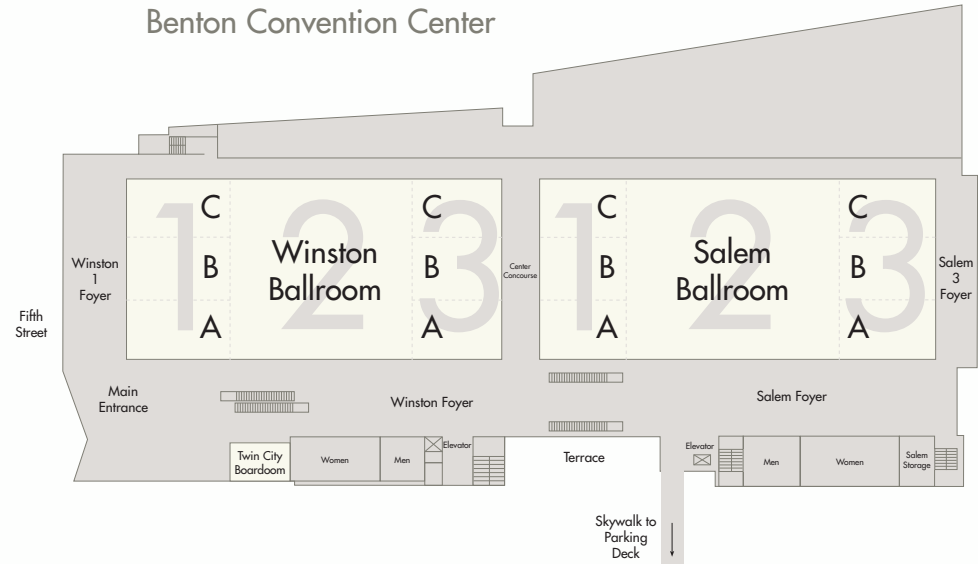 Benton Convention Center
1
C
B
A
2
Winston
Ballroom
3
C
B
A
1
C
B
A
2
Salem
Ballroom
3
C
B
A
Winston
1
Foyer
Center
Concourse
Salem
3
Foyer
Fifth
Street
Main
Entrance
Winston Foyer
Salem Foyer
Twin City
Boardoom
Women
Men
Elevator
Terrace
Elevator
Men
Women
Salem
Storage
Skywalk to
Parking
Deck